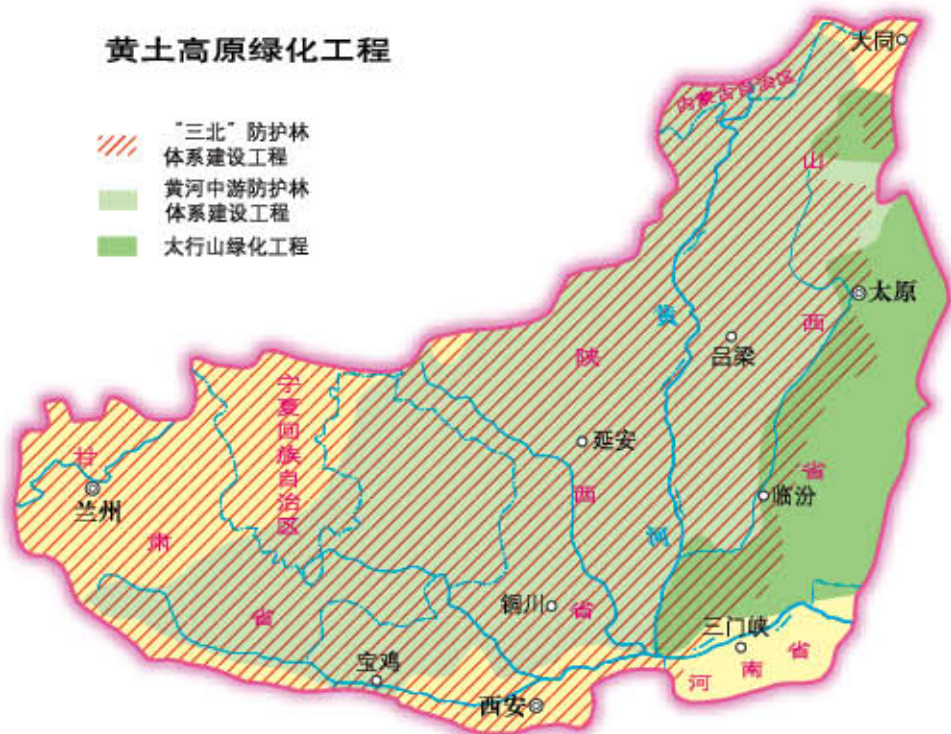 黄土高原绿化工程
“三北”防护林
体系建设工程
黄河中游防护林
体系建设工程
太行山绿化工程
大同
内蒙古自治区
山
西
省
太原
黄
河
吕梁
陕
西
省
延安
宁夏回族自治区
甘
肃
省
兰州
临汾
铜川
三门峡
河
南
省
宝鸡
西安